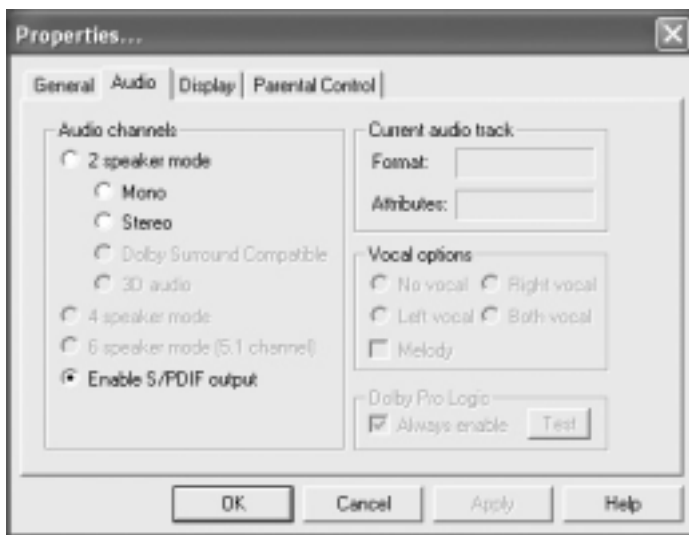 Properties...
General Audio Display Parental Control
Audio channels
2 speaker mode
Mono
Stereo
Dolby Surround Compatible
3D audio
4 speaker mode
6 speaker mode (5.1 channel)
Enable S/PDIF output
Current audio track
Format:
Attributes:
Vocal options
No vocal Right vocal
Left vocal Both vocal
Melody
Dolby Pro Logic
Always enable Test
OK Cancel Apply Help